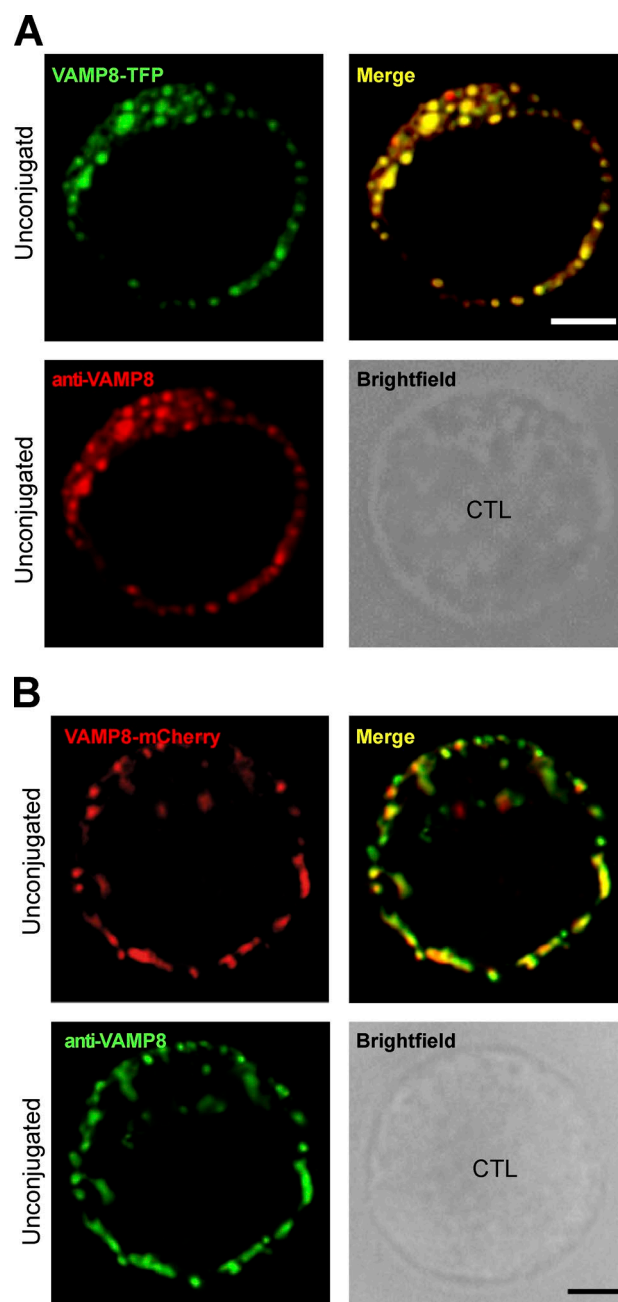 A
VAMP8-TFP
Merge
Unconjugatd
anti-VAMP8
Brightfield
CTL
Unconjugated
B
VAMP8-mCherry
Merge
Unconjugated
anti-VAMP8
Brightfield
CTL
Unconjugated